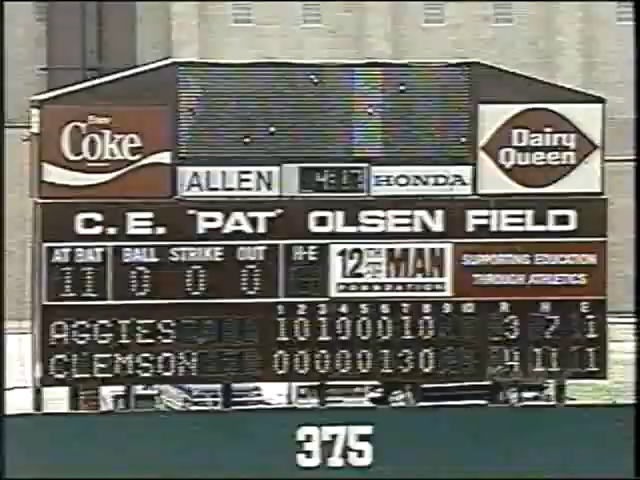 Coke
Dairy Queen
ALLEN HONDA
C.E. "PAT" OLSEN FIELD
AT BAT BALL STRIKE OUT H-E
11 0 0 0
12TH MAN
FOUNDATION
SUPPORTING EDUCATION
THROUGH ATHLETICS
1 2 3 4 5 6 7 8 9 10 R H E
AGGIES 1 0 1 0 0 0 1 0 3 7 1
CLEMSON 0 0 0 0 0 1 3 0 4 11 1
375